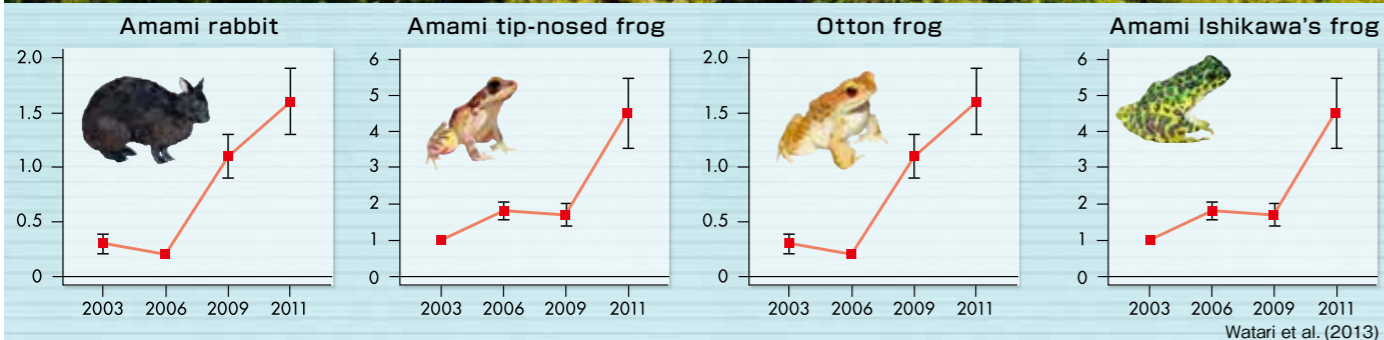 Amami rabbit
2.0
1.5
1.0
0.5
0
2003 2006 2009 2011
Amami tip-nosed frog
6
5
4
3
2
1
0
2003 2006 2009 2011
Otton frog
2.0
1.5
1.0
0.5
0
2003 2006 2009 2011
Amami Ishikawa's frog
6
5
4
3
2
1
0
2003 2006 2009 2011
Watari et al. (2013)